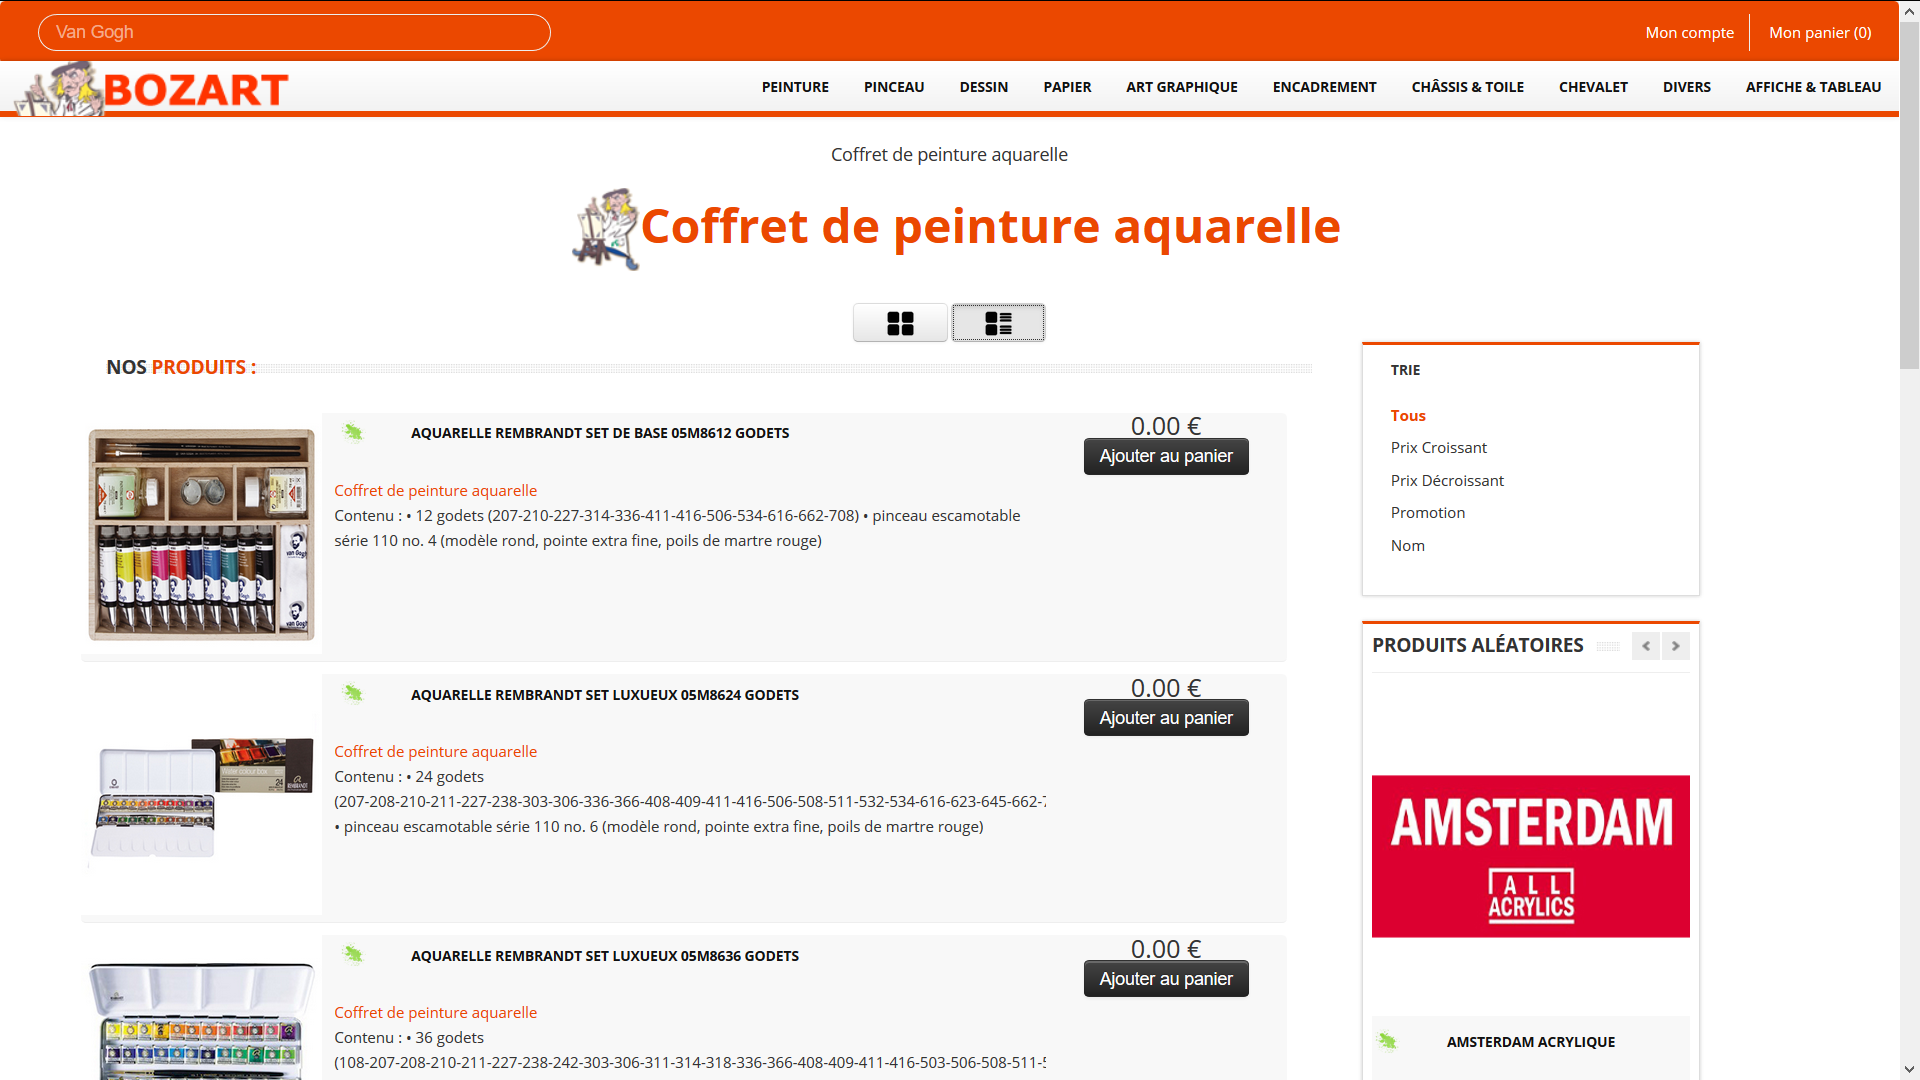 Van Gogh
Mon compte
Mon panier (0)
BOZART
PEINTURE
PINCEAU
DESSIN
PAPIER
ART GRAPHIQUE
ENCADREMENT
CHÂSSIS & TOILE
CHEVALET
DIVERS
AFFICHE & TABLEAU
Coffret de peinture aquarelle
Coffret de peinture aquarelle
NOS PRODUITS :
AQUARELLE REMBRANDT SET DE BASE 05M8612 GODETS
0.00 €
Ajouter au panier
Coffret de peinture aquarelle
Contenu : • 12 godets (207-210-227-314-336-411-416-506-534-616-662-708) • pinceau escamotable
série 110 no. 4 (modèle rond, pointe extra fine, poils de martre rouge)
AQUARELLE REMBRANDT SET LUXUEUX 05M8624 GODETS
0.00 €
Ajouter au panier
Coffret de peinture aquarelle
Contenu : • 24 godets
(207-208-210-211-227-238-303-306-336-366-408-409-411-416-506-508-511-532-534-616-623-645-662-
• pinceau escamotable série 110 no. 6 (modèle rond, pointe extra fine, poils de martre rouge)
AQUARELLE REMBRANDT SET LUXUEUX 05M8636 GODETS
0.00 €
Ajouter au panier
Coffret de peinture aquarelle
Contenu : • 36 godets
(108-207-208-210-211-227-238-242-303-306-311-314-318-336-366-408-409-411-416-503-506-508-511-
TRIE
Tous
Prix Croissant
Prix Décroissant
Promotion
Nom
PRODUITS ALÉATOIRES
AMSTERDAM
ALL
ACRYLICS
AMSTERDAM ACRYLIQUE